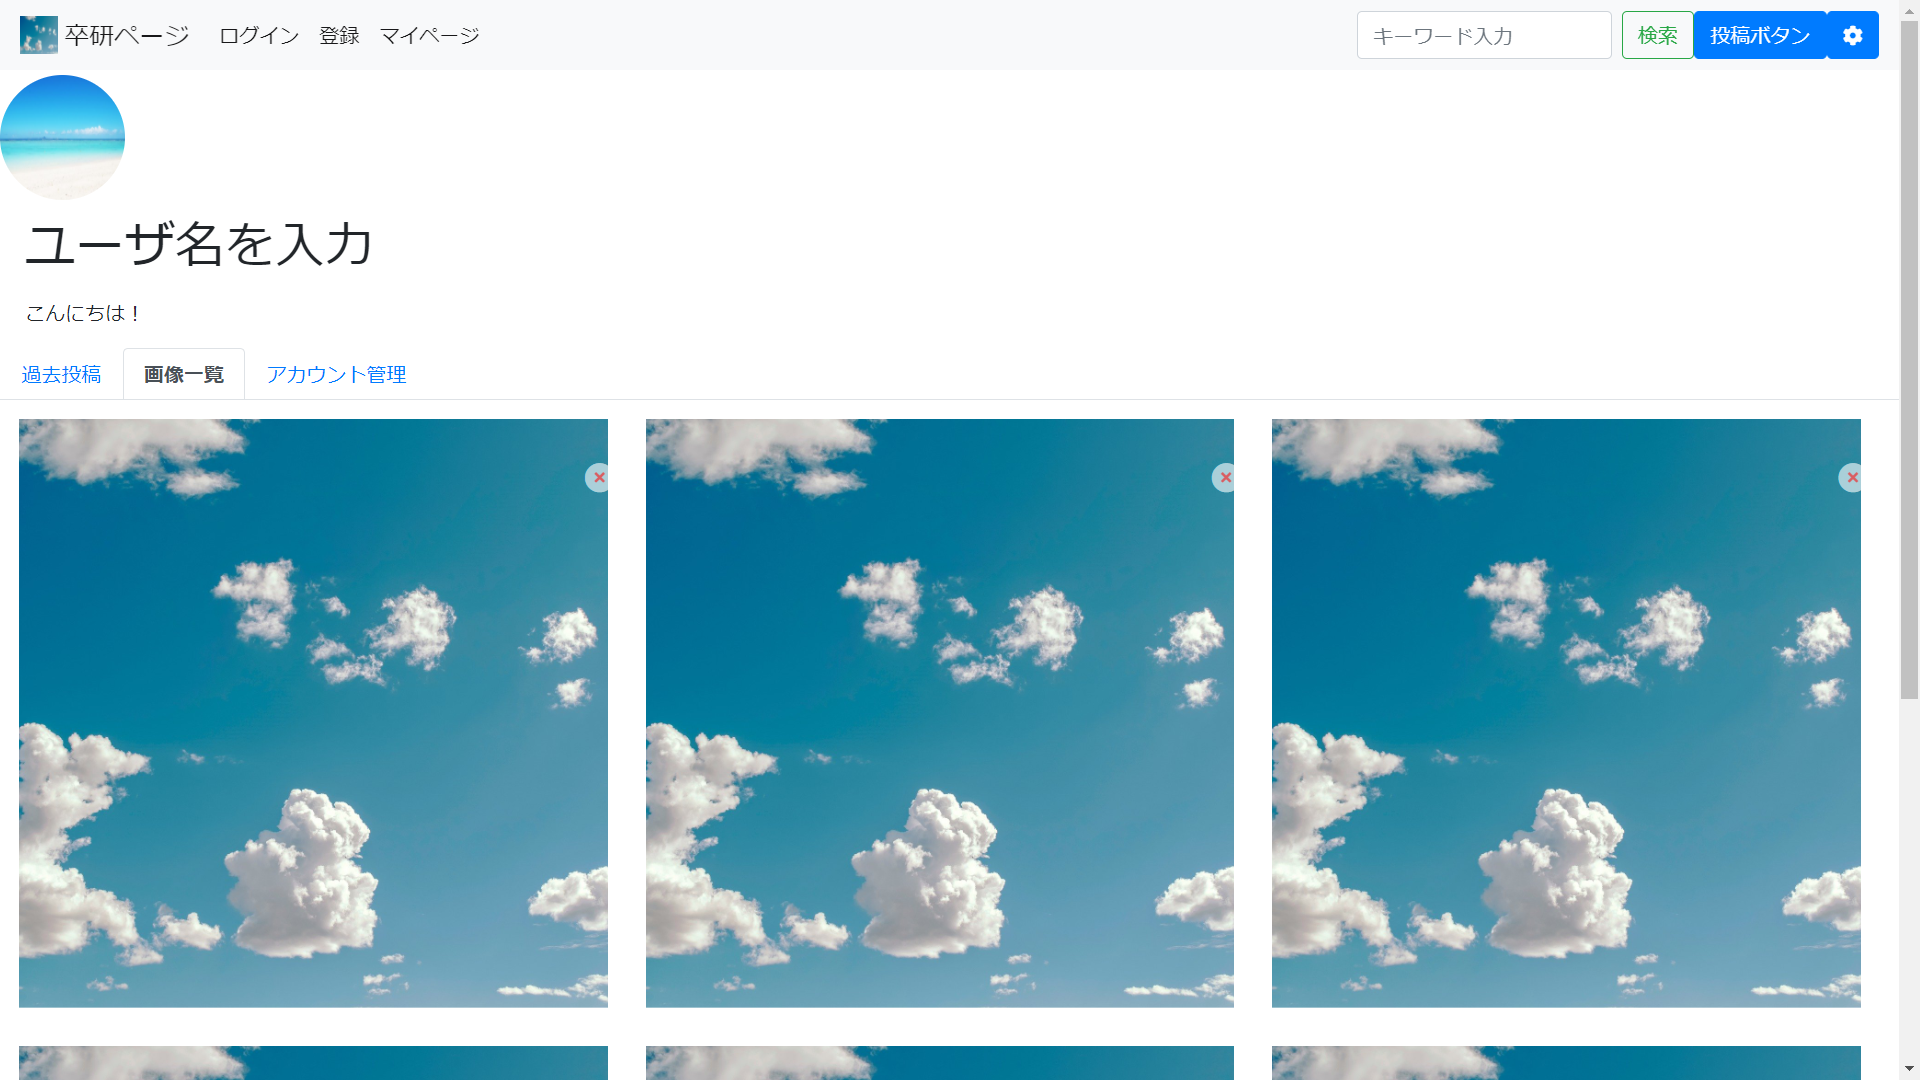 卒研ページ ログイン 登録 マイページ キーワード入力 検索 投稿ボタン
ユーザ名を入力
こんにちは！
過去投稿 画像一覧 アカウント管理